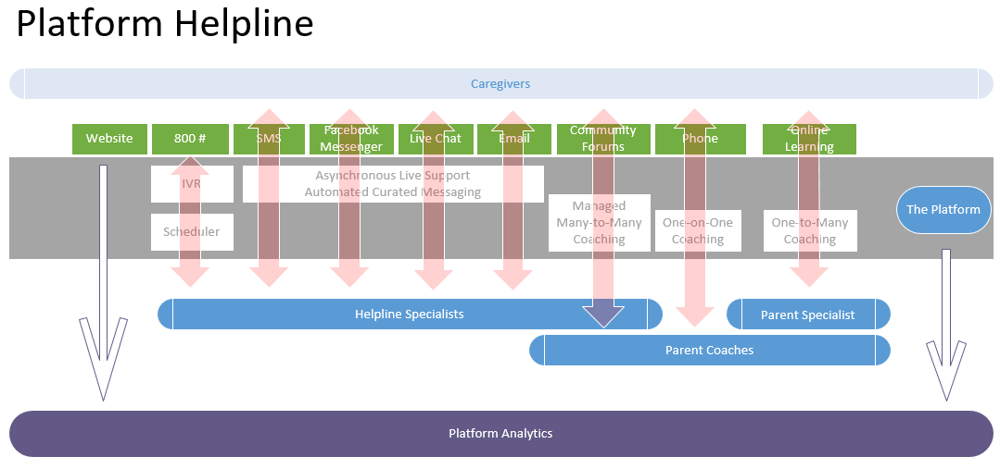 Platform Helpline
Caregivers
Website
800 #
SMS
Facebook
Messenger
Live Chat
Email
Community
Forums
Phone
Online
Learning
IVR
Scheduler
Asynchronous Live Support
Automated Curated Messaging
Managed
Many-to-Many
Coaching
One-on-One
Coaching
One-to-Many
Coaching
The Platform
Helpline Specialists
Parent Specialist
Parent Coaches
Platform Analytics